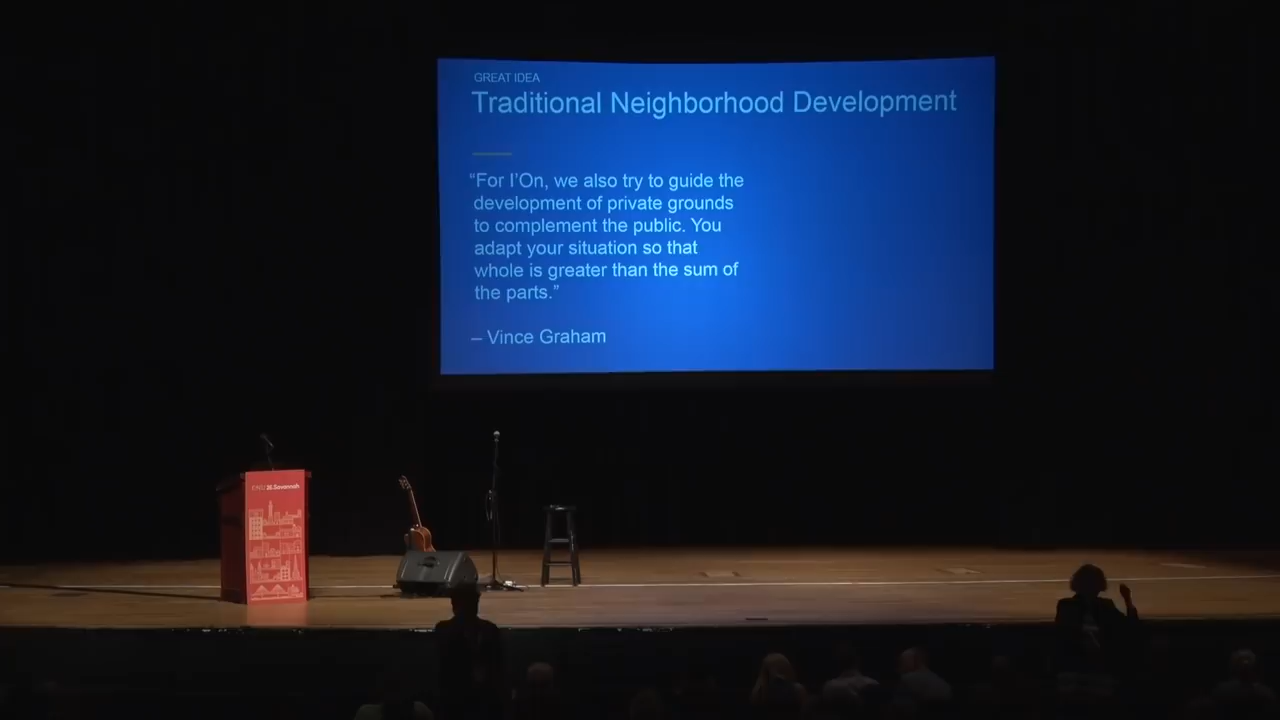 GREAT IDEA
Traditional Neighborhood Development
“For I’On, we also try to guide the
development of private grounds
to complement the public. You
adapt your situation so that
whole is greater than the sum of
the parts.”
– Vince Graham
Savannah